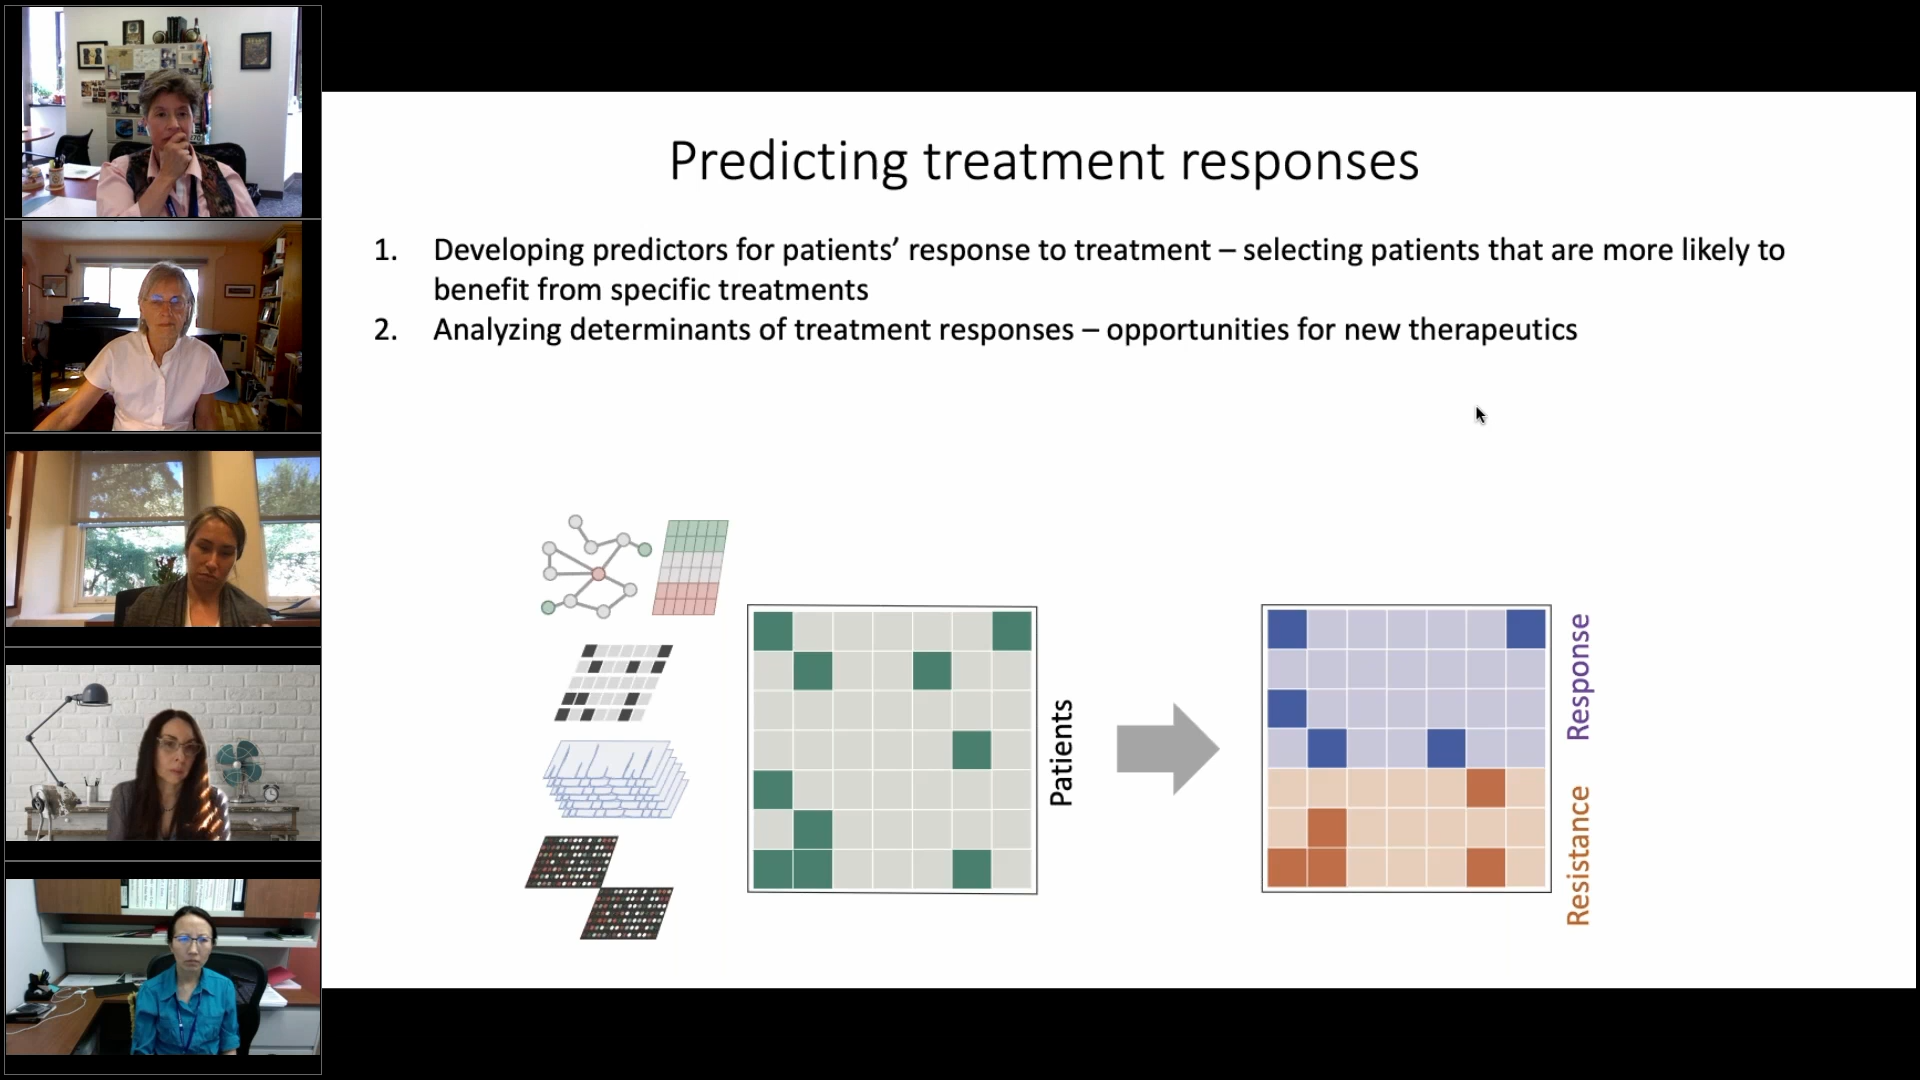 Predicting treatment responses
1. Developing predictors for patients’ response to treatment – selecting patients that are more likely to
benefit from specific treatments
2. Analyzing determinants of treatment responses – opportunities for new therapeutics
Patients
Response
Resistance